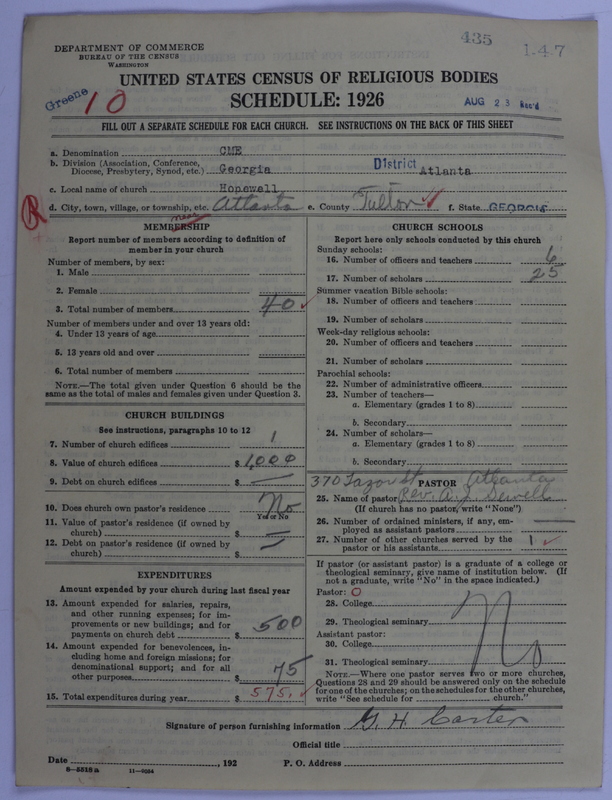 435
1-47
DEPARTMENT OF COMMERCE
BUREAU OF THE CENSUS
WASHINGTON
UNITED STATES CENSUS OF RELIGIOUS BODIES
Greene
10
SCHEDULE: 1926
AUG 23 Rec'd
FILL OUT A SEPARATE SCHEDULE FOR EACH CHURCH. SEE INSTRUCTIONS ON THE BACK OF THIS SHEET
a. Denomination CME
b. Division (Association, Conference, Diocese, Presbytery, Synod, etc.) Georgia District Atlanta
c. Local name of church Hopewell
R
d. City, town, village, or township, etc. Atlanta e. County Fulton f. State GEORGIA
near
MEMBERSHIP
Report number of members according to definition of
member in your church
Number of members, by sex:
1. Male
2. Female
3. Total number of members 40
Number of members under and over 13 years old:
4. Under 13 years of age
5. 13 years old and over
6. Total number of members
NOTE.—The total given under Question 6 should be the
same as the total of males and females given under Question 3.
CHURCH BUILDINGS
See instructions, paragraphs 10 to 12
7. Number of church edifices 1
8. Value of church edifices $ 1,000
9. Debt on church edifices $ —
10. Does church own pastor's residence No
Yes or No
11. Value of pastor's residence (if owned by
church) $ —
12. Debt on pastor's residence (if owned by
church) $ —
EXPENDITURES
Amount expended by your church during last fiscal year
13. Amount expended for salaries, repairs,
and other running expenses; for im-
provements or new buildings; and for
payments on church debt $ 500
14. Amount expended for benevolences, in-
cluding home and foreign missions; for
denominational support; and for all
other purposes $ 75
15. Total expenditures during year $ 575.
CHURCH SCHOOLS
Report here only schools conducted by this church
Sunday schools:
16. Number of officers and teachers 6
17. Number of scholars 25
Summer vacation Bible schools:
18. Number of officers and teachers
19. Number of scholars
Week-day religious schools:
20. Number of officers and teachers
21. Number of scholars
Parochial schools:
22. Number of administrative officers
23. Number of teachers—
a. Elementary (grades 1 to 8)
b. Secondary
24. Number of scholars—
a. Elementary (grades 1 to 8)
b. Secondary
370 St Atlanta
PASTOR
25. Name of pastor Rev. A. J. Sewell
(If church has no pastor, write "None")
26. Number of ordained ministers, if any, em-
ployed as assistant pastors —
27. Number of other churches served by the
pastor or his assistants 1
If pastor (or assistant pastor) is a graduate of a college or
theological seminary, give name of institution below. (If
not a graduate, write "No" in the space indicated.)
Pastor: O
28. College
29. Theological seminary
No
Assistant pastor:
30. College
31. Theological seminary
NOTE.—Where one pastor serves two or more churches,
Questions 28 and 29 should be answered only on the schedule
for one of the churches; on the schedules for the other churches,
write "See schedule for church."
Signature of person furnishing information G. H. Carter
Official title
Date , 192 P. O. Address
8—5518a 11—9064